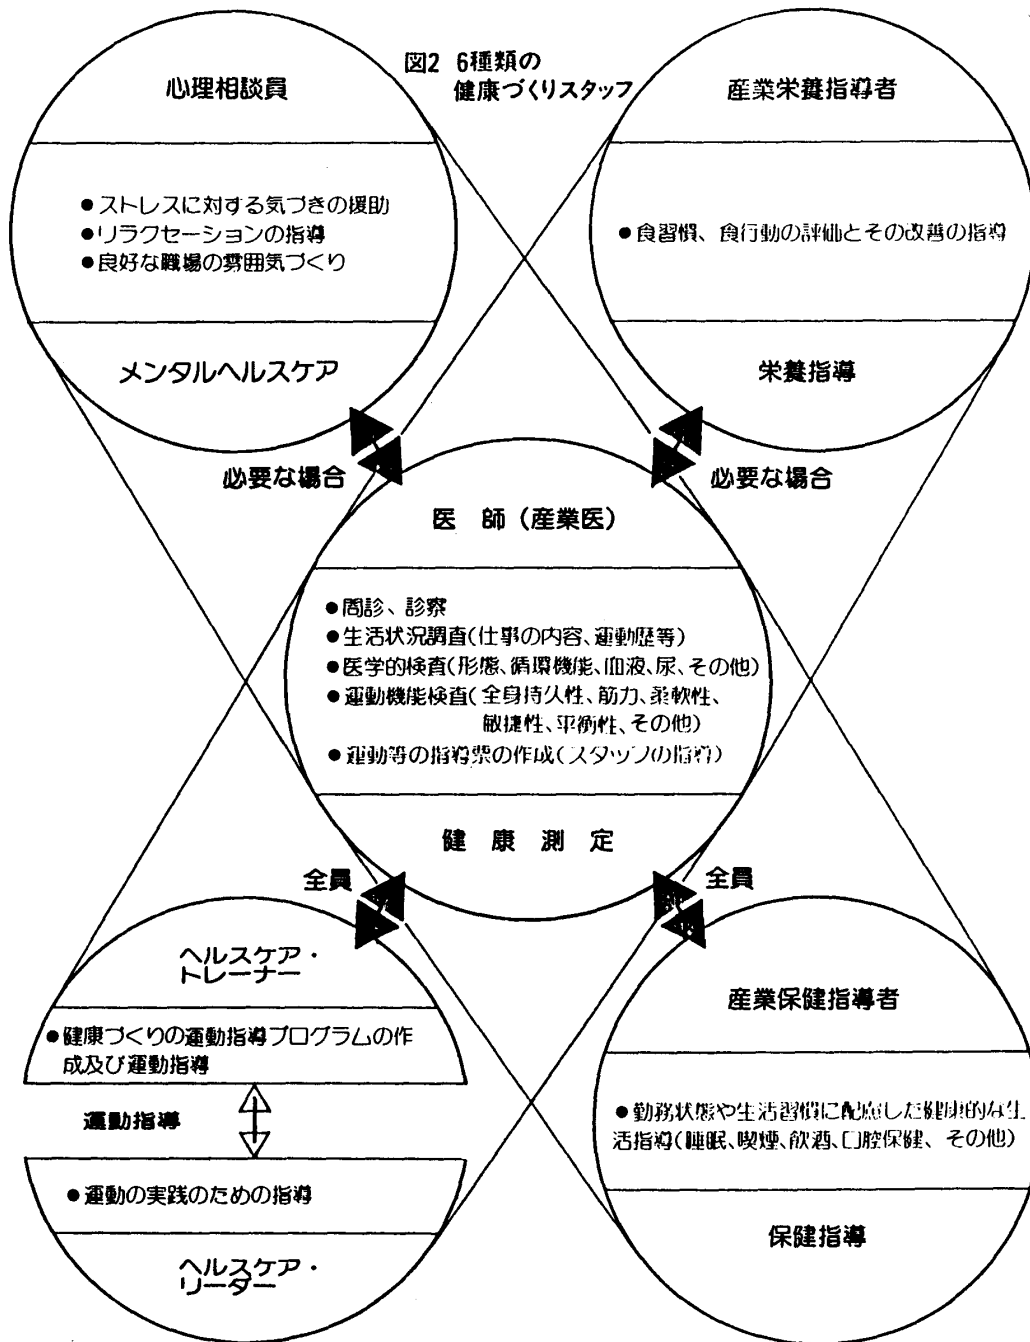 図2 6種類の
健康づくりスタッフ
心理相談員
●ストレスに対する気づきの援助
●リラクセーションの指導
●良好な職場の雰囲気づくり
メンタルヘルスケア
産業栄養指導者
●食習慣、食行動の評価とその改善の指導
栄養指導
必要な場合
必要な場合
医 師(産業医)
●問診、診察
●生活状況調査(仕事の内容、運動歴等)
●医学的検査(形態、循環機能、血液、尿、その他)
●運動機能検査(全身持久性、筋力、柔軟性、
敏捷性、平衡性、その他)
●運動等の指導票の作成(スタッフの指導)
健 康 測 定
全員
全員
ヘルスケア・
トレーナー
●健康づくりの運動指導プログラムの作
成及び運動指導
運動指導
●運動の実践のための指導
ヘルスケア・
リーダー
産業保健指導者
●勤務状態や生活習慣に配慮した健康的な生
活指導(睡眠、喫煙、飲酒、口腔保健、その他)
保健指導